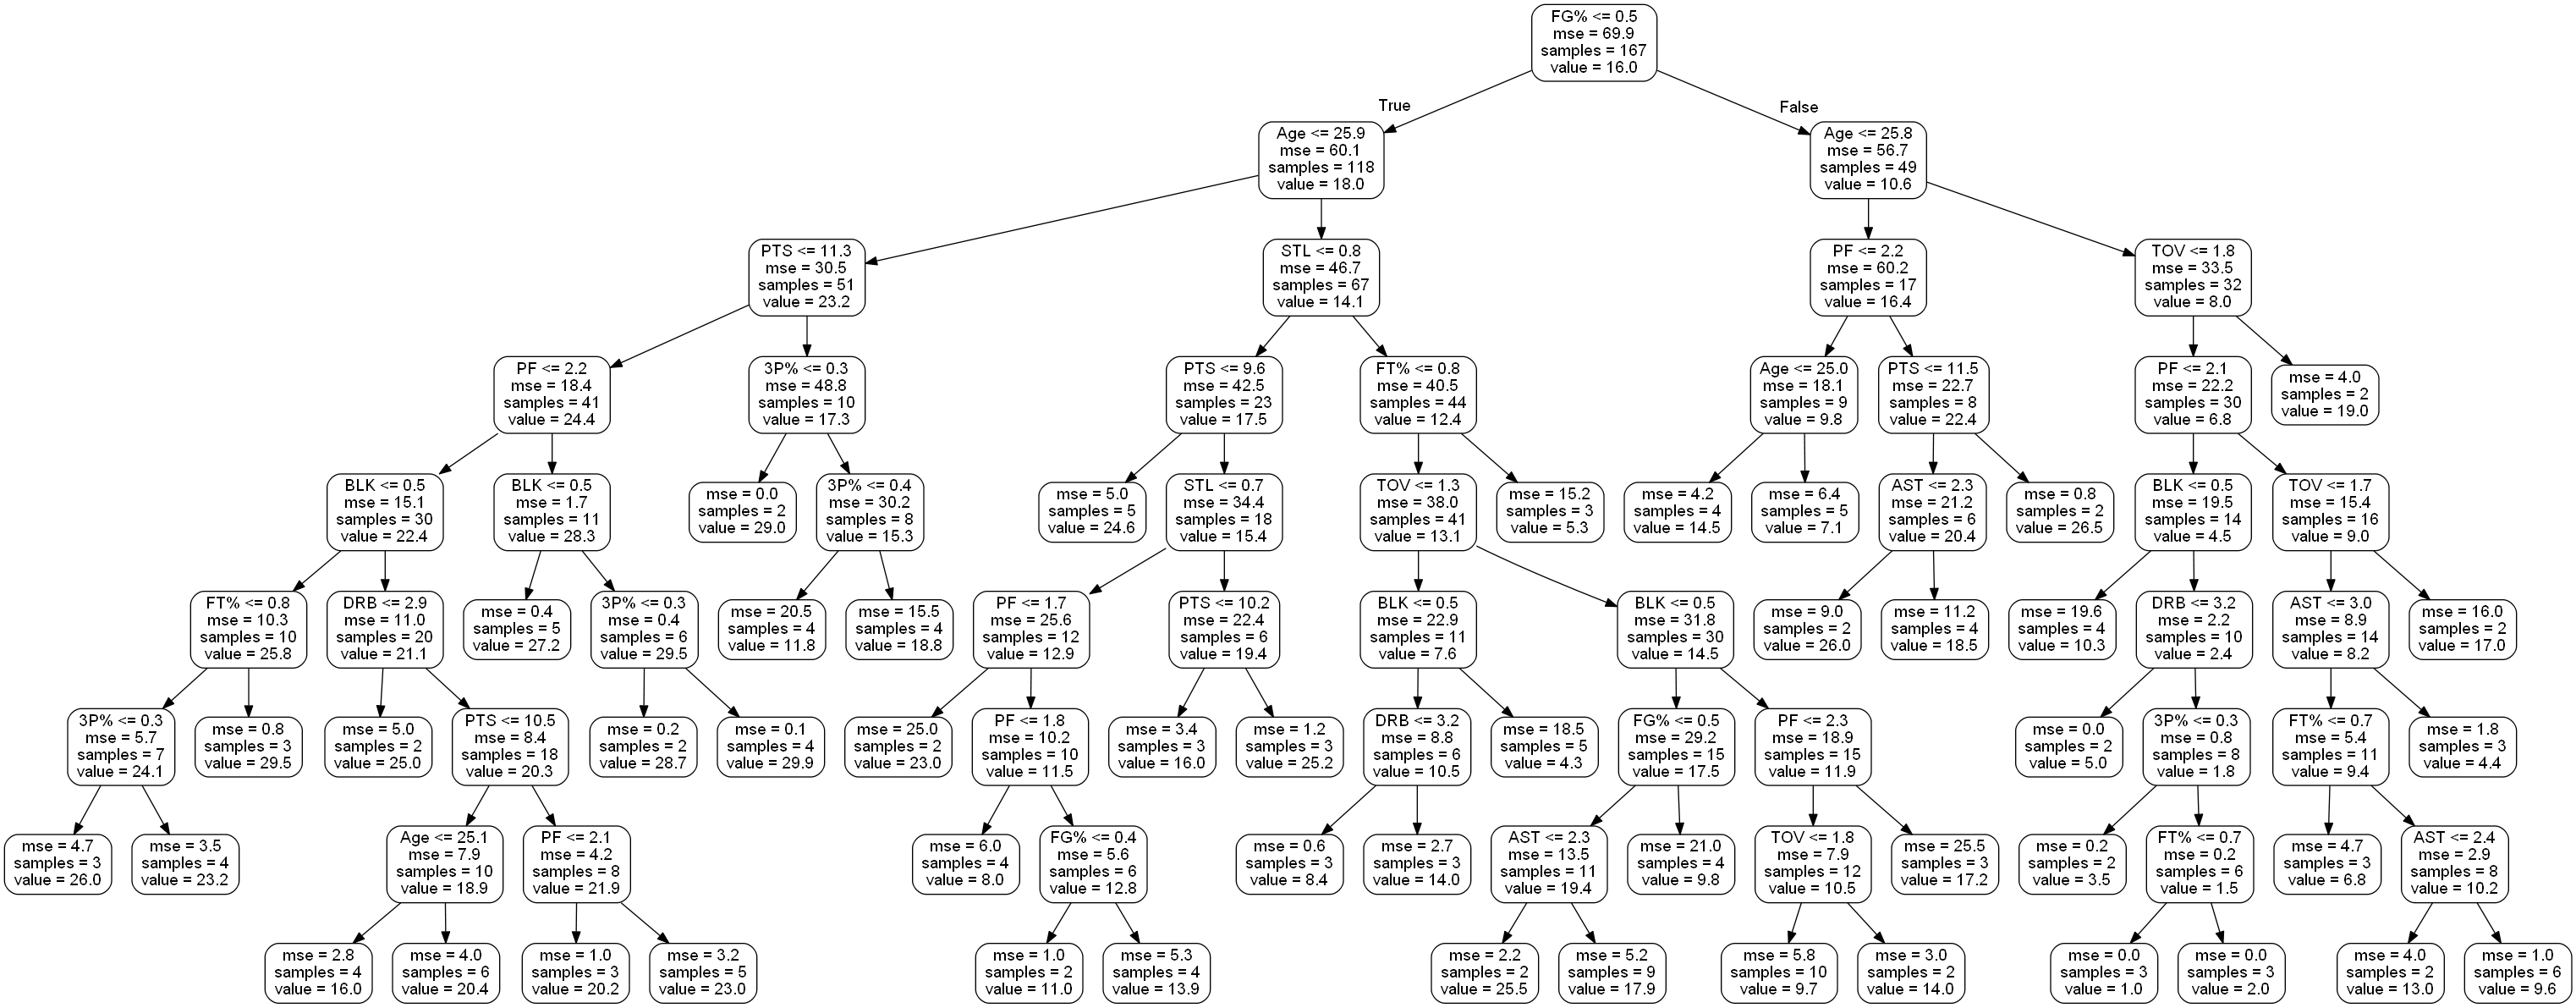 FG% <= 0.5
mse = 69.9
samples = 167
value = 16.0
True
False
Age <= 25.9
mse = 60.1
samples = 118
value = 18.0
Age <= 25.8
mse = 56.7
samples = 49
value = 10.6
PTS <= 11.3
mse = 30.5
samples = 51
value = 23.2
STL <= 0.8
mse = 46.7
samples = 67
value = 14.1
PF <= 2.2
mse = 60.2
samples = 17
value = 16.4
TOV <= 1.8
mse = 33.5
samples = 32
value = 8.0
PF <= 2.2
mse = 18.4
samples = 41
value = 24.4
3P% <= 0.3
mse = 48.8
samples = 10
value = 17.3
PTS <= 9.6
mse = 42.5
samples = 23
value = 17.5
FT% <= 0.8
mse = 40.5
samples = 44
value = 12.4
Age <= 25.0
mse = 18.1
samples = 9
value = 9.8
PTS <= 11.5
mse = 22.7
samples = 8
value = 22.4
PF <= 2.1
mse = 22.2
samples = 30
value = 6.8
mse = 4.0
samples = 2
value = 19.0
BLK <= 0.5
mse = 15.1
samples = 30
value = 22.4
BLK <= 0.5
mse = 1.7
samples = 11
value = 28.3
mse = 0.0
samples = 2
value = 29.0
3P% <= 0.4
mse = 30.2
samples = 8
value = 15.3
mse = 5.0
samples = 5
value = 24.6
STL <= 0.7
mse = 34.4
samples = 18
value = 15.4
TOV <= 1.3
mse = 38.0
samples = 41
value = 13.1
mse = 15.2
samples = 3
value = 5.3
mse = 4.2
samples = 4
value = 14.5
mse = 6.4
samples = 5
value = 7.1
AST <= 2.3
mse = 21.2
samples = 6
value = 20.4
mse = 0.8
samples = 2
value = 26.5
BLK <= 0.5
mse = 19.5
samples = 14
value = 4.5
TOV <= 1.7
mse = 15.4
samples = 16
value = 9.0
FT% <= 0.8
mse = 10.3
samples = 10
value = 25.8
DRB <= 2.9
mse = 11.0
samples = 20
value = 21.1
mse = 0.4
samples = 5
value = 27.2
3P% <= 0.3
mse = 0.4
samples = 6
value = 29.5
mse = 20.5
samples = 4
value = 11.8
mse = 15.5
samples = 4
value = 18.8
PF <= 1.7
mse = 25.6
samples = 12
value = 12.9
PTS <= 10.2
mse = 22.4
samples = 6
value = 19.4
BLK <= 0.5
mse = 22.9
samples = 11
value = 7.6
BLK <= 0.5
mse = 31.8
samples = 30
value = 14.5
mse = 9.0
samples = 2
value = 26.0
mse = 11.2
samples = 4
value = 18.5
mse = 19.6
samples = 4
value = 10.3
DRB <= 3.2
mse = 2.2
samples = 10
value = 2.4
AST <= 3.0
mse = 8.9
samples = 14
value = 8.2
mse = 16.0
samples = 2
value = 17.0
3P% <= 0.3
mse = 5.7
samples = 7
value = 24.1
mse = 0.8
samples = 3
value = 29.5
mse = 5.0
samples = 2
value = 25.0
PTS <= 10.5
mse = 8.4
samples = 18
value = 20.3
mse = 0.2
samples = 2
value = 28.7
mse = 0.1
samples = 4
value = 29.9
mse = 25.0
samples = 2
value = 23.0
PF <= 1.8
mse = 10.2
samples = 10
value = 11.5
mse = 3.4
samples = 3
value = 16.0
mse = 1.2
samples = 3
value = 25.2
DRB <= 3.2
mse = 8.8
samples = 6
value = 10.5
mse = 18.5
samples = 5
value = 4.3
FG% <= 0.5
mse = 29.2
samples = 15
value = 17.5
PF <= 2.3
mse = 18.9
samples = 15
value = 11.9
mse = 0.0
samples = 2
value = 5.0
3P% <= 0.3
mse = 0.8
samples = 8
value = 1.8
FT% <= 0.7
mse = 5.4
samples = 11
value = 9.4
mse = 1.8
samples = 3
value = 4.4
mse = 4.7
samples = 3
value = 26.0
mse = 3.5
samples = 4
value = 23.2
Age <= 25.1
mse = 7.9
samples = 10
value = 18.9
PF <= 2.1
mse = 4.2
samples = 8
value = 21.9
mse = 6.0
samples = 4
value = 8.0
FG% <= 0.4
mse = 5.6
samples = 6
value = 12.8
mse = 0.6
samples = 3
value = 8.4
mse = 2.7
samples = 3
value = 14.0
AST <= 2.3
mse = 13.5
samples = 11
value = 19.4
mse = 21.0
samples = 4
value = 9.8
TOV <= 1.8
mse = 7.9
samples = 12
value = 10.5
mse = 25.5
samples = 3
value = 17.2
mse = 0.2
samples = 2
value = 3.5
FT% <= 0.7
mse = 0.2
samples = 6
value = 1.5
mse = 4.7
samples = 3
value = 6.8
AST <= 2.4
mse = 2.9
samples = 8
value = 10.2
mse = 2.8
samples = 4
value = 16.0
mse = 4.0
samples = 6
value = 20.4
mse = 1.0
samples = 3
value = 20.2
mse = 3.2
samples = 5
value = 23.0
mse = 1.0
samples = 2
value = 11.0
mse = 5.3
samples = 4
value = 13.9
mse = 2.2
samples = 2
value = 25.5
mse = 5.2
samples = 9
value = 17.9
mse = 5.8
samples = 10
value = 9.7
mse = 3.0
samples = 2
value = 14.0
mse = 0.0
samples = 3
value = 1.0
mse = 0.0
samples = 3
value = 2.0
mse = 4.0
samples = 2
value = 13.0
mse = 1.0
samples = 6
value = 9.6